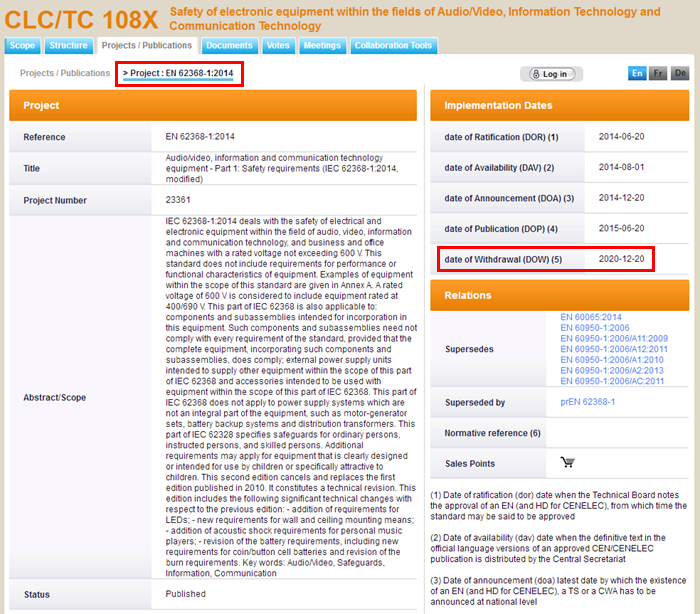 CLC/TC 108X
Safety of electronic equipment within the fields of Audio/Video, Information Technology and
Communication Technology
Scope
Structure
Projects / Publications
Documents
Votes
Meetings
Collaboration Tools
Projects / Publications
> Project : EN 62368-1:2014
Log in
En
Fr
De
Project
Reference
EN 62368-1:2014
Title
Audio/video, information and communication technology
equipment - Part 1: Safety requirements (IEC 62368-1:2014,
modified)
Project Number
23361
Abstract/Scope
IEC 62368-1:2014 deals with the safety of electrical and
electronic equipment within the field of audio, video, information
and communication technology, and business and office
machines with a rated voltage not exceeding 600 V. This
standard does not include requirements for performance or
functional characteristics of equipment. Examples of equipment
within the scope of this standard are given in Annex A. A rated
voltage of 600 V is considered to include equipment rated at
400/690 V. This part of IEC 62368 is also applicable to:
components and subassemblies intended for incorporation in
this equipment. Such components and subassemblies need not
comply with every requirement of the standard, provided that the
complete equipment, incorporating such components and
subassemblies, does comply; external power supply units
intended to supply other equipment within the scope of this part
of IEC 62368 and accessories intended to be used with
equipment within the scope of this part of IEC 62368. This part of
IEC 62368 does not apply to power supply systems which are
not an integral part of the equipment, such as motor-generator
sets, battery backup systems and distribution transformers. This
part of IEC 62328 specifies safeguards for ordinary persons,
instructed persons, and skilled persons. Additional
requirements may apply for equipment that is clearly designed
or intended for use by children or specifically attractive to
children. This second edition cancels and replaces the first
edition published in 2010. It constitutes a technical revision. This
edition includes the following significant technical changes with
respect to the previous edition: - addition of requirements for
LEDs; - new requirements for wall and ceiling mounting means;
- addition of acoustic shock requirements for personal music
players; - revision of the battery requirements, including new
requirements for coin/button cell batteries and revision of the
burn requirements. Key words: Audio/Video, Safeguards,
Information, Communication
Status
Published
Implementation Dates
date of Ratification (DOR) (1)
2014-06-20
date of Availability (DAV) (2)
2014-08-01
date of Announcement (DOA) (3)
2014-12-20
date of Publication (DOP) (4)
2015-06-20
date of Withdrawal (DOW) (5)
2020-12-20
Relations
Supersedes
EN 60065:2014
EN 60950-1:2006
EN 60950-1:2006/A11:2009
EN 60950-1:2006/A12:2011
EN 60950-1:2006/A1:2010
EN 60950-1:2006/A2:2013
EN 60950-1:2006/AC:2011
Superseded by
prEN 62368-1
Normative reference (6)
Sales Points
(1) Date of ratification (dor) date when the Technical Board notes
the approval of an EN (and HD for CENELEC), from which time the
standard may be said to be approved
(2) Date of availability (dav) date when the definitive text in the
official language versions of an approved CEN/CENELEC
publication is distributed by the Central Secretariat
(3) Date of announcement (doa) latest date by which the existence
of an EN (and HD for CENELEC), a TS or a CWA has to be
announced at national level